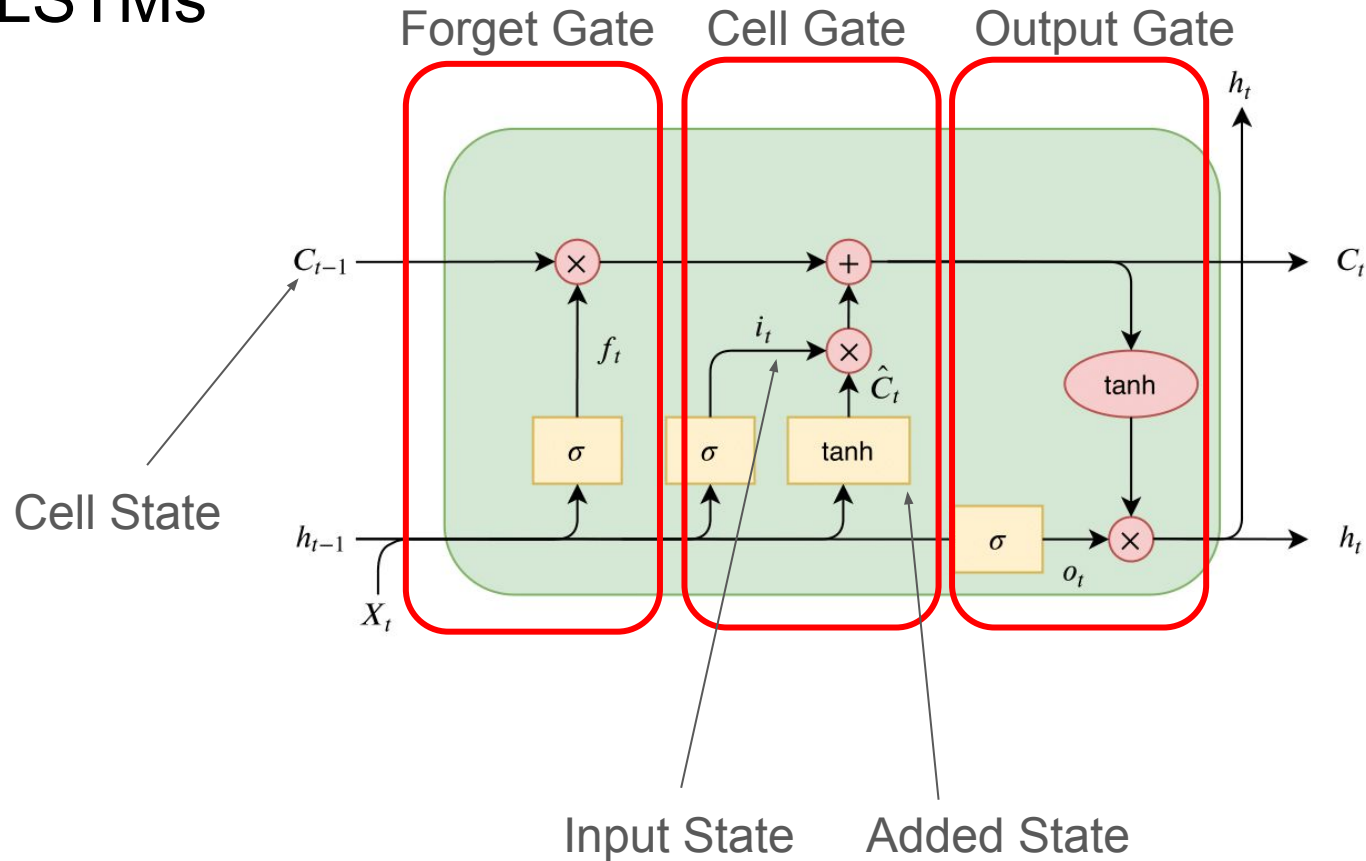 LSTMs
Forget Gate Cell Gate Output Gate
h_t
C_{t−1} × + C_t
i_t
f_t × Ĉ_t tanh
σ σ tanh
Cell State
h_{t−1} σ o_t × h_t
X_t
Input State Added State